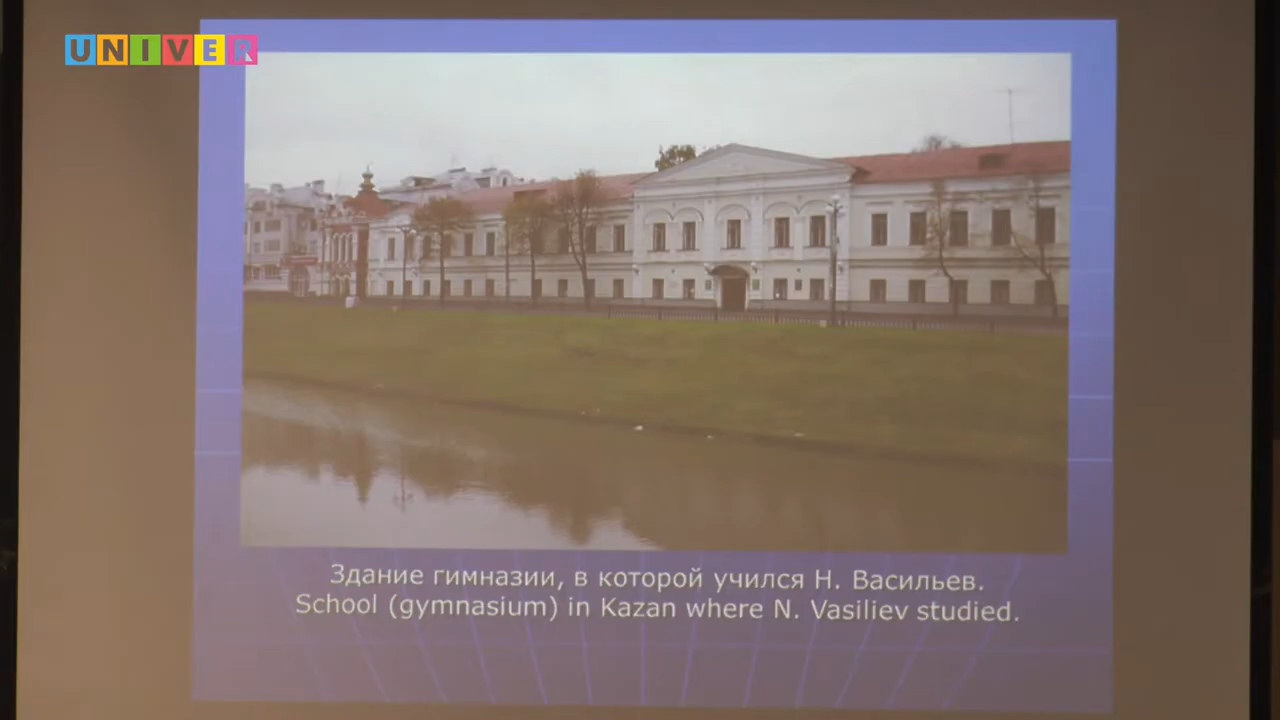 UNIVER
Здание гимназии, в которой учился Н. Васильев.
School (gymnasium) in Kazan where N. Vasiliev studied.